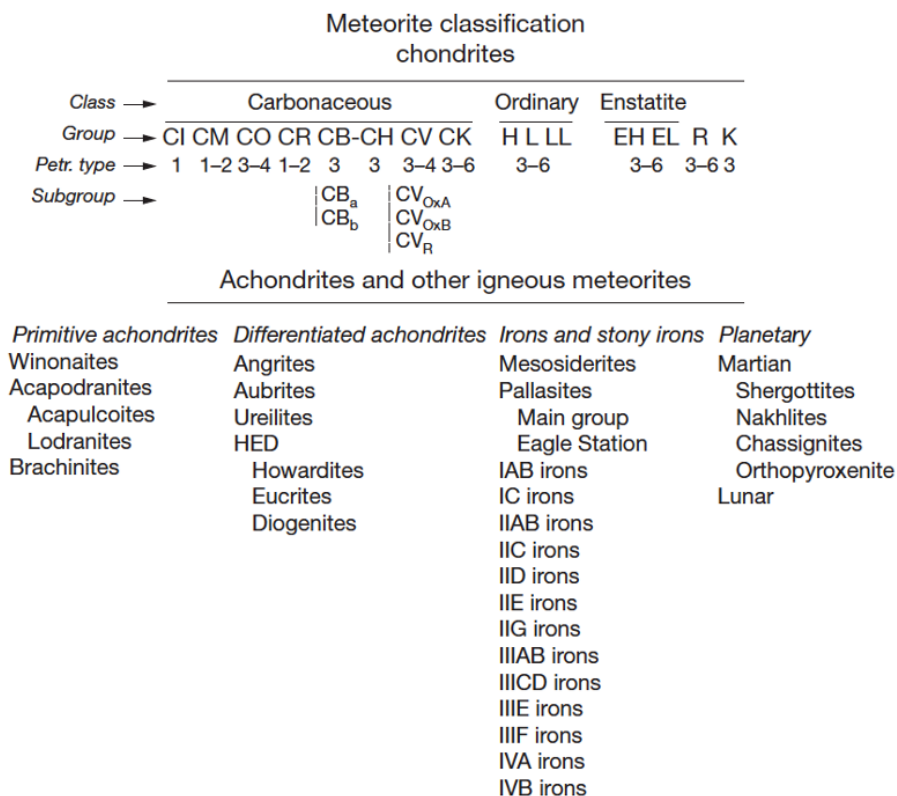 Meteorite classification
chondrites
Class → Carbonaceous Ordinary Enstatite
Group → CI CM CO CR CB-CH CV CK H L LL EH EL R K
Petr. type → 1 1–2 3–4 1–2 3 3 3–4 3–6 3–6 3–6 3–6 3
Subgroup → CBa CVOxA
CBb CVOxB
CVR
Achondrites and other igneous meteorites
Primitive achondrites Differentiated achondrites Irons and stony irons Planetary
Winonaites Angrites Mesosiderites Martian
Acapodranites Aubrites Pallasites Shergottites
Acapulcoites Ureilites Main group Nakhlites
Lodranites HED Eagle Station Chassignites
Brachinites Howardites IAB irons Orthopyroxenite
Eucrites IC irons Lunar
Diogenites IIAB irons
IIC irons
IID irons
IIE irons
IIG irons
IIIAB irons
IIICD irons
IIIE irons
IIIF irons
IVA irons
IVB irons